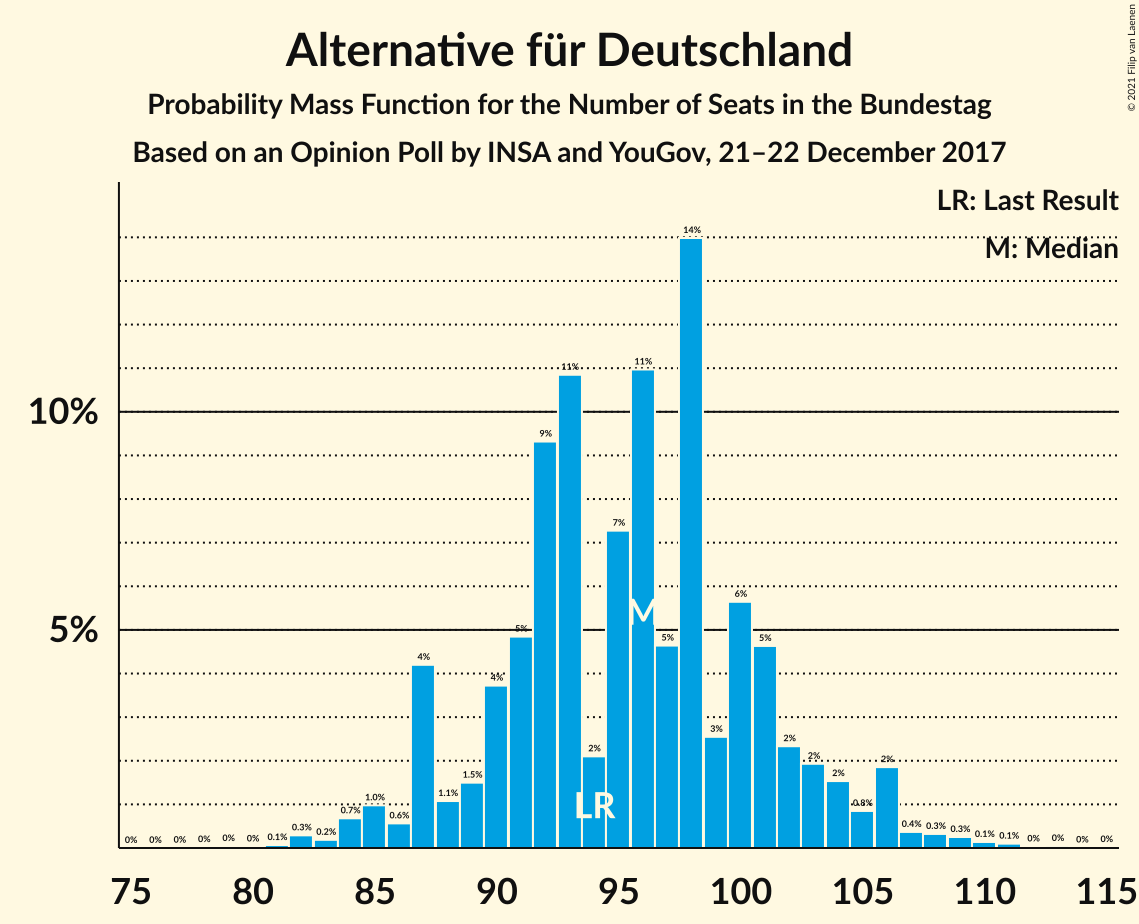 Alternative für Deutschland
Probability Mass Function for the Number of Seats in the Bundestag
Based on an Opinion Poll by INSA and YouGov, 21–22 December 2017
© 2021 Filip van Laenen
LR: Last Result
M: Median
10%
5%
0% 0% 0% 0% 0% 0% 0.1% 0.3% 0.2% 0.7% 1.0% 0.6% 4% 1.1% 1.5% 4% 5% 9% 11% 2% 7% 11% 5% 14% 3% 6% 5% 2% 2% 2% 0.8% 2% 0.4% 0.3% 0.3% 0.1% 0.1% 0% 0% 0% 0%
M
LR
75 80 85 90 95 100 105 110 115